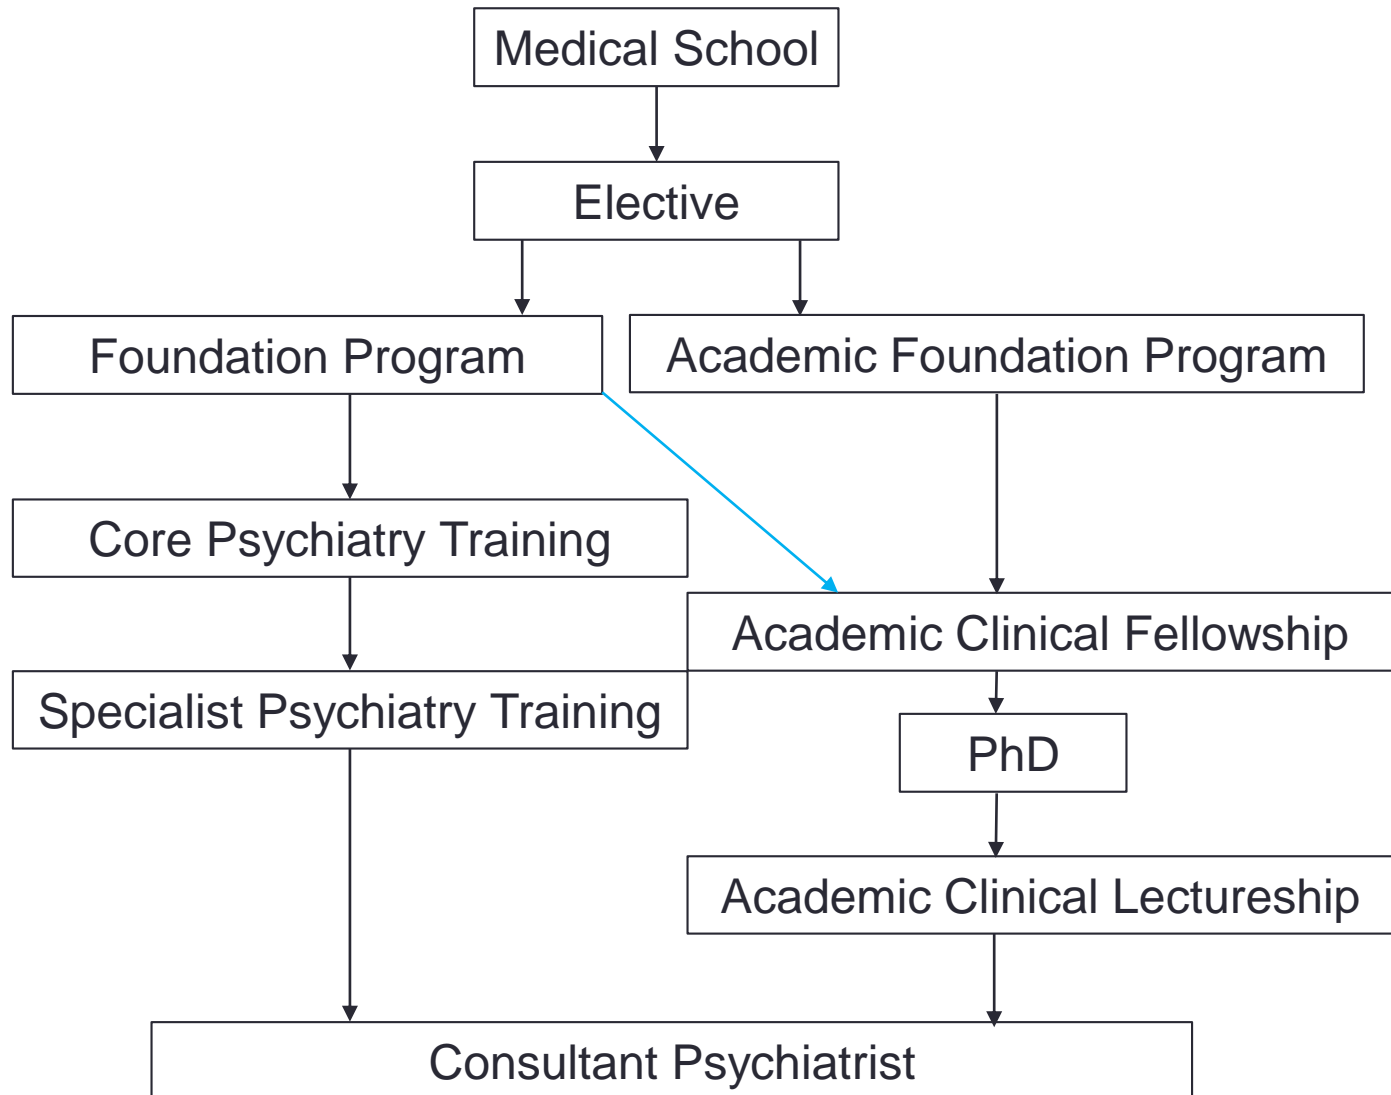 Medical School
Elective
Foundation Program
Academic Foundation Program
Core Psychiatry Training
Academic Clinical Fellowship
Specialist Psychiatry Training
PhD
Academic Clinical Lectureship
Consultant Psychiatrist